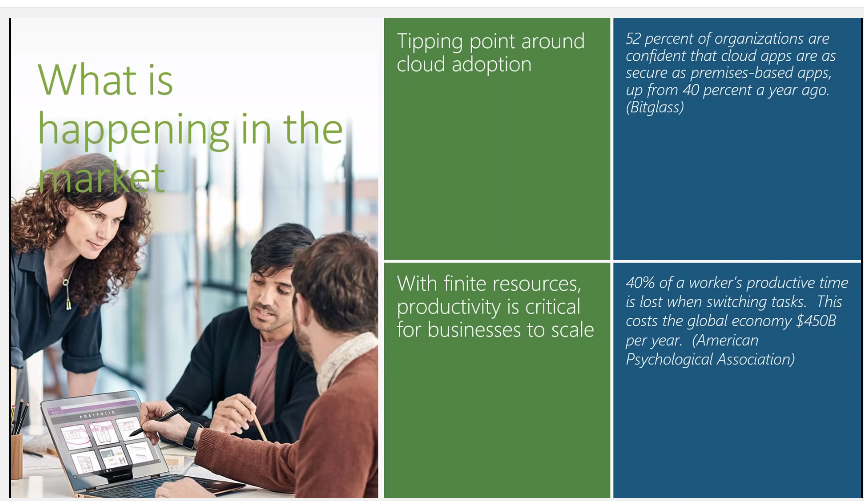 What is
happening in the
market
Tipping point around
cloud adoption
52 percent of organizations are
confident that cloud apps are as
secure as premises-based apps,
up from 40 percent a year ago.
(Bitglass)
With finite resources,
productivity is critical
for businesses to scale
40% of a worker's productive time
is lost when switching tasks.  This
costs the global economy $450B
per year.  (American
Psychological Association)
PORTFOLIO